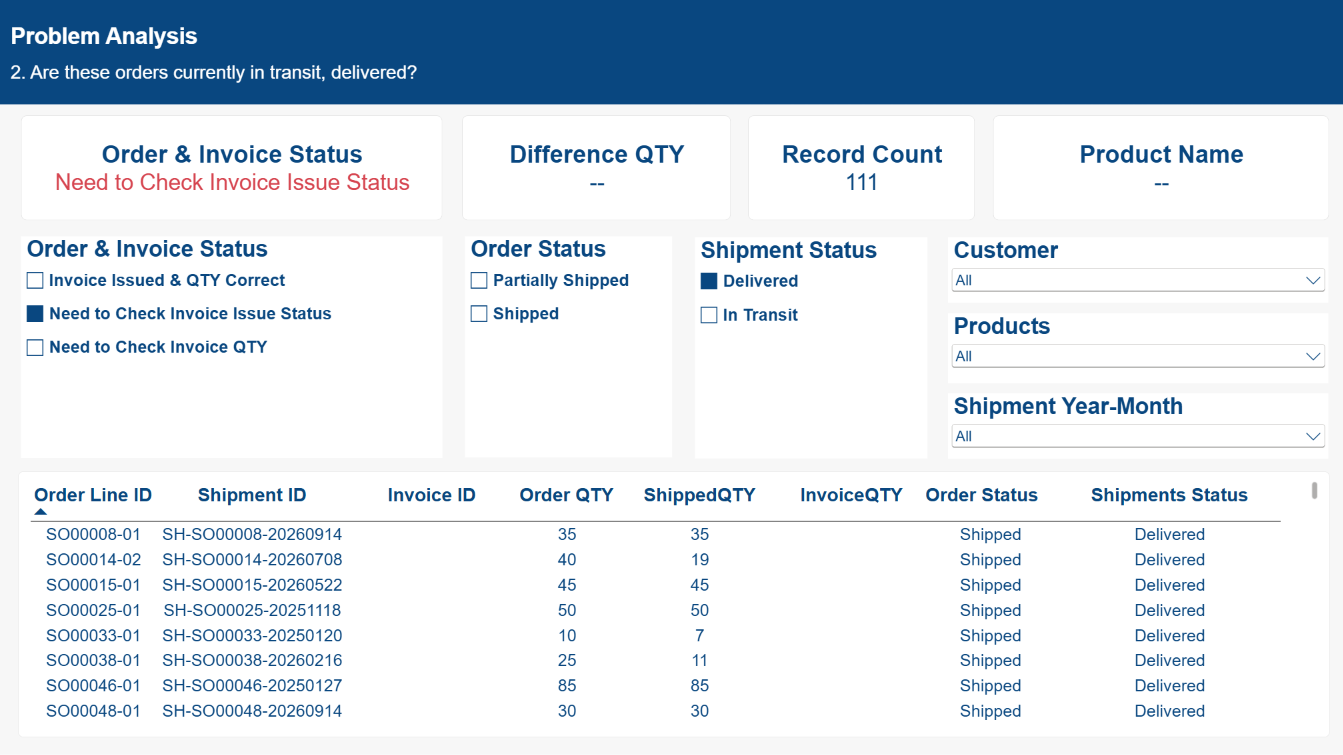 Problem Analysis
2. Are these orders currently in transit, delivered?
Order & Invoice Status
Need to Check Invoice Issue Status
Difference QTY
--
Record Count
111
Product Name
--
Order & Invoice Status
Invoice Issued & QTY Correct
Need to Check Invoice Issue Status
Need to Check Invoice QTY
Order Status
Partially Shipped
Shipped
Shipment Status
Delivered
In Transit
Customer
All
Products
All
Shipment Year-Month
All
Order Line ID Shipment ID Invoice ID Order QTY ShippedQTY InvoiceQTY Order Status Shipments Status
SO00008-01 SH-SO00008-20260914 35 35 Shipped Delivered
SO00014-02 SH-SO00014-20260708 40 19 Shipped Delivered
SO00015-01 SH-SO00015-20260522 45 45 Shipped Delivered
SO00025-01 SH-SO00025-20251118 50 50 Shipped Delivered
SO00033-01 SH-SO00033-20250120 10 7 Shipped Delivered
SO00038-01 SH-SO00038-20260216 25 11 Shipped Delivered
SO00046-01 SH-SO00046-20250127 85 85 Shipped Delivered
SO00048-01 SH-SO00048-20260914 30 30 Shipped Delivered